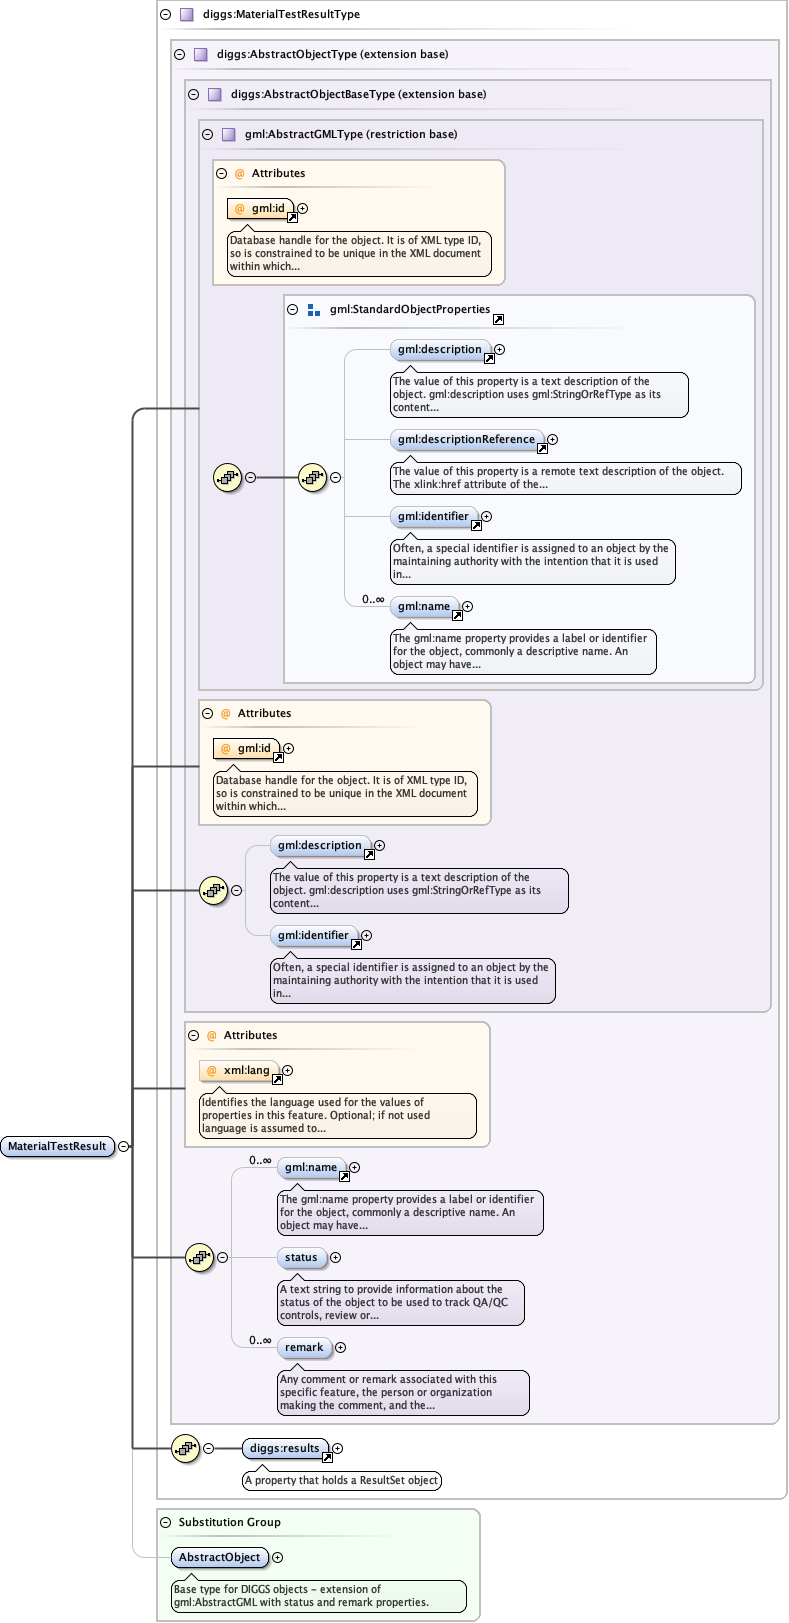 diggs:MaterialTestResultType
diggs:AbstractObjectType (extension base)
diggs:AbstractObjectBaseType (extension base)
gml:AbstractGMLType (restriction base)
@ Attributes
@ gml:id
Database handle for the object. It is of XML type ID,
so is constrained to be unique in the XML document
within which...
gml:StandardObjectProperties
gml:description
The value of this property is a text description of the
object. gml:description uses gml:StringOrRefType as its
content...
gml:descriptionReference
The value of this property is a remote text description of the object.
The xlink:href attribute of the...
gml:identifier
Often, a special identifier is assigned to an object by the
maintaining authority with the intention that it is used
in...
0..∞
gml:name
The gml:name property provides a label or identifier
for the object, commonly a descriptive name. An
object may have...
@ Attributes
@ gml:id
Database handle for the object. It is of XML type ID,
so is constrained to be unique in the XML document
within which...
gml:description
The value of this property is a text description of the
object. gml:description uses gml:StringOrRefType as its
content...
gml:identifier
Often, a special identifier is assigned to an object by the
maintaining authority with the intention that it is used
in...
@ Attributes
@ xml:lang
Identifies the language used for the values of
properties in this feature. Optional; if not used
language is assumed to...
MaterialTestResult
0..∞
gml:name
The gml:name property provides a label or identifier
for the object, commonly a descriptive name. An
object may have...
status
A text string to provide information about the
status of the object to be used to track QA/QC
controls, review or...
0..∞
remark
Any comment or remark associated with this
specific feature, the person or organization
making the comment, and the...
diggs:results
A property that holds a ResultSet object
Substitution Group
AbstractObject
Base type for DIGGS objects - extension of
gml:AbstractGML with status and remark properties.